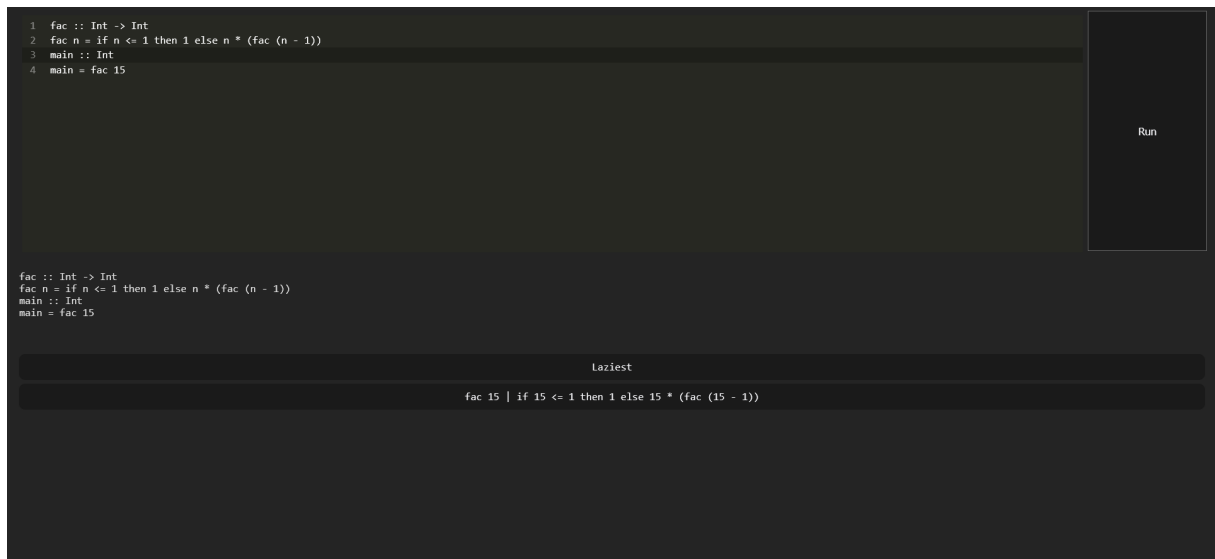 1 fac :: Int -> Int
2 fac n = if n <= 1 then 1 else n * (fac (n - 1))
3 main :: Int
4 main = fac 15
Run
fac :: Int -> Int
fac n = if n <= 1 then 1 else n * (fac (n - 1))
main :: Int
main = fac 15
Laziest
fac 15 | if 15 <= 1 then 1 else 15 * (fac (15 - 1))